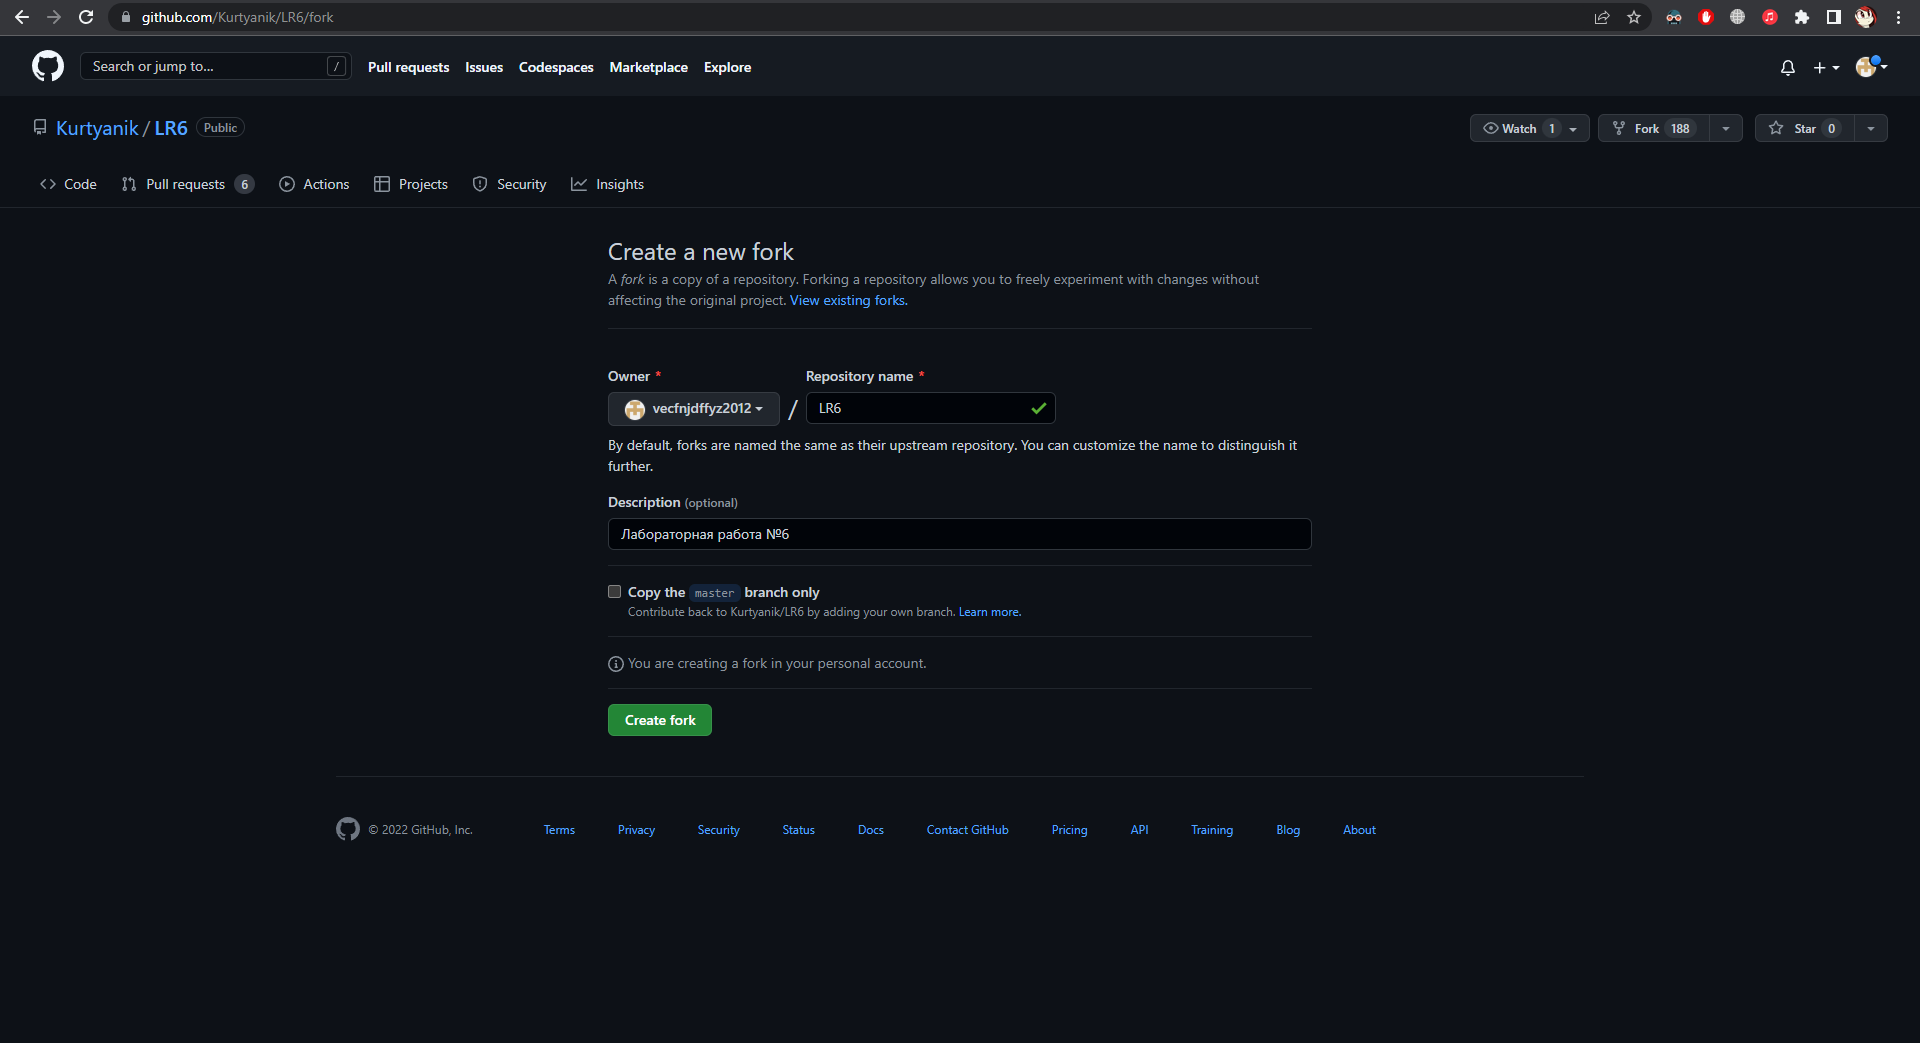 github.com/Kurtyanik/LR6/fork
Search or jump to... /
Pull requests Issues Codespaces Marketplace Explore
Kurtyanik / LR6 Public
Watch 1 Fork 188 Star 0
Code Pull requests 6 Actions Projects Security Insights
Create a new fork
A fork is a copy of a repository. Forking a repository allows you to freely experiment with changes without
affecting the original project. View existing forks.
Owner * Repository name *
vecfnjdffyz2012 / LR6
By default, forks are named the same as their upstream repository. You can customize the name to distinguish it
further.
Description (optional)
Лабораторная работа №6
Copy the master branch only
Contribute back to Kurtyanik/LR6 by adding your own branch. Learn more.
You are creating a fork in your personal account.
Create fork
© 2022 GitHub, Inc. Terms Privacy Security Status Docs Contact GitHub Pricing API Training Blog About